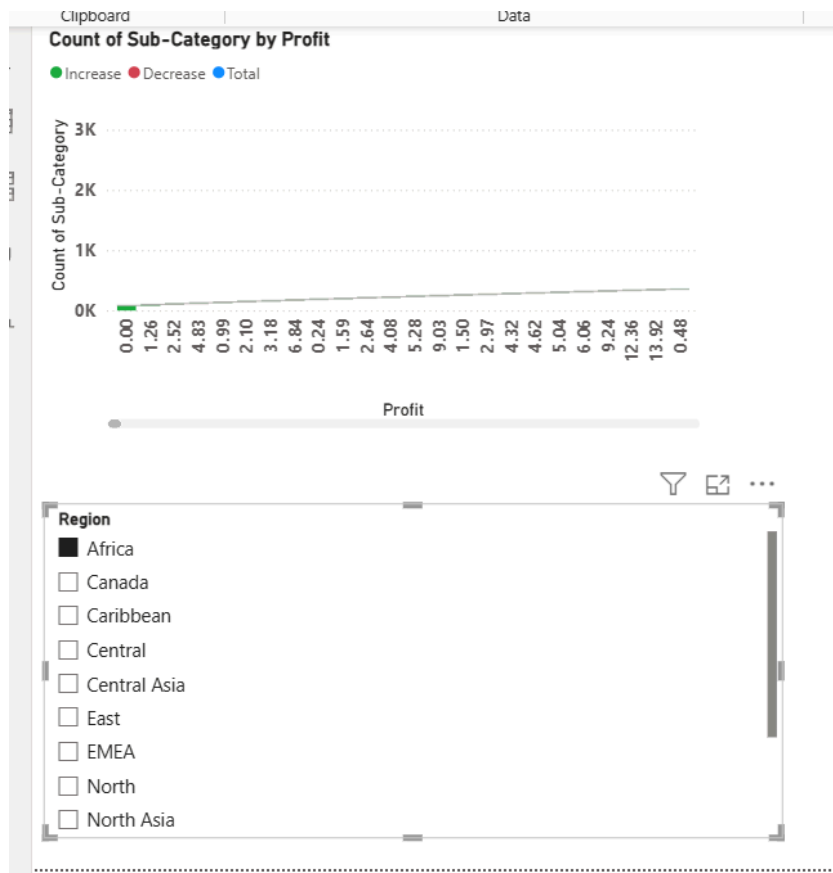 Clipboard Data
Count of Sub-Category by Profit
Increase Decrease Total
Count of Sub-Category
3K
2K
1K
0K
0.00 1.26 2.52 4.83 0.99 2.10 3.18 6.84 0.24 1.59 2.64 4.08 5.28 9.03 1.50 2.97 4.32 4.62 5.04 6.06 9.24 12.36 13.92 0.48
Profit
Region
Africa
Canada
Caribbean
Central
Central Asia
East
EMEA
North
North Asia